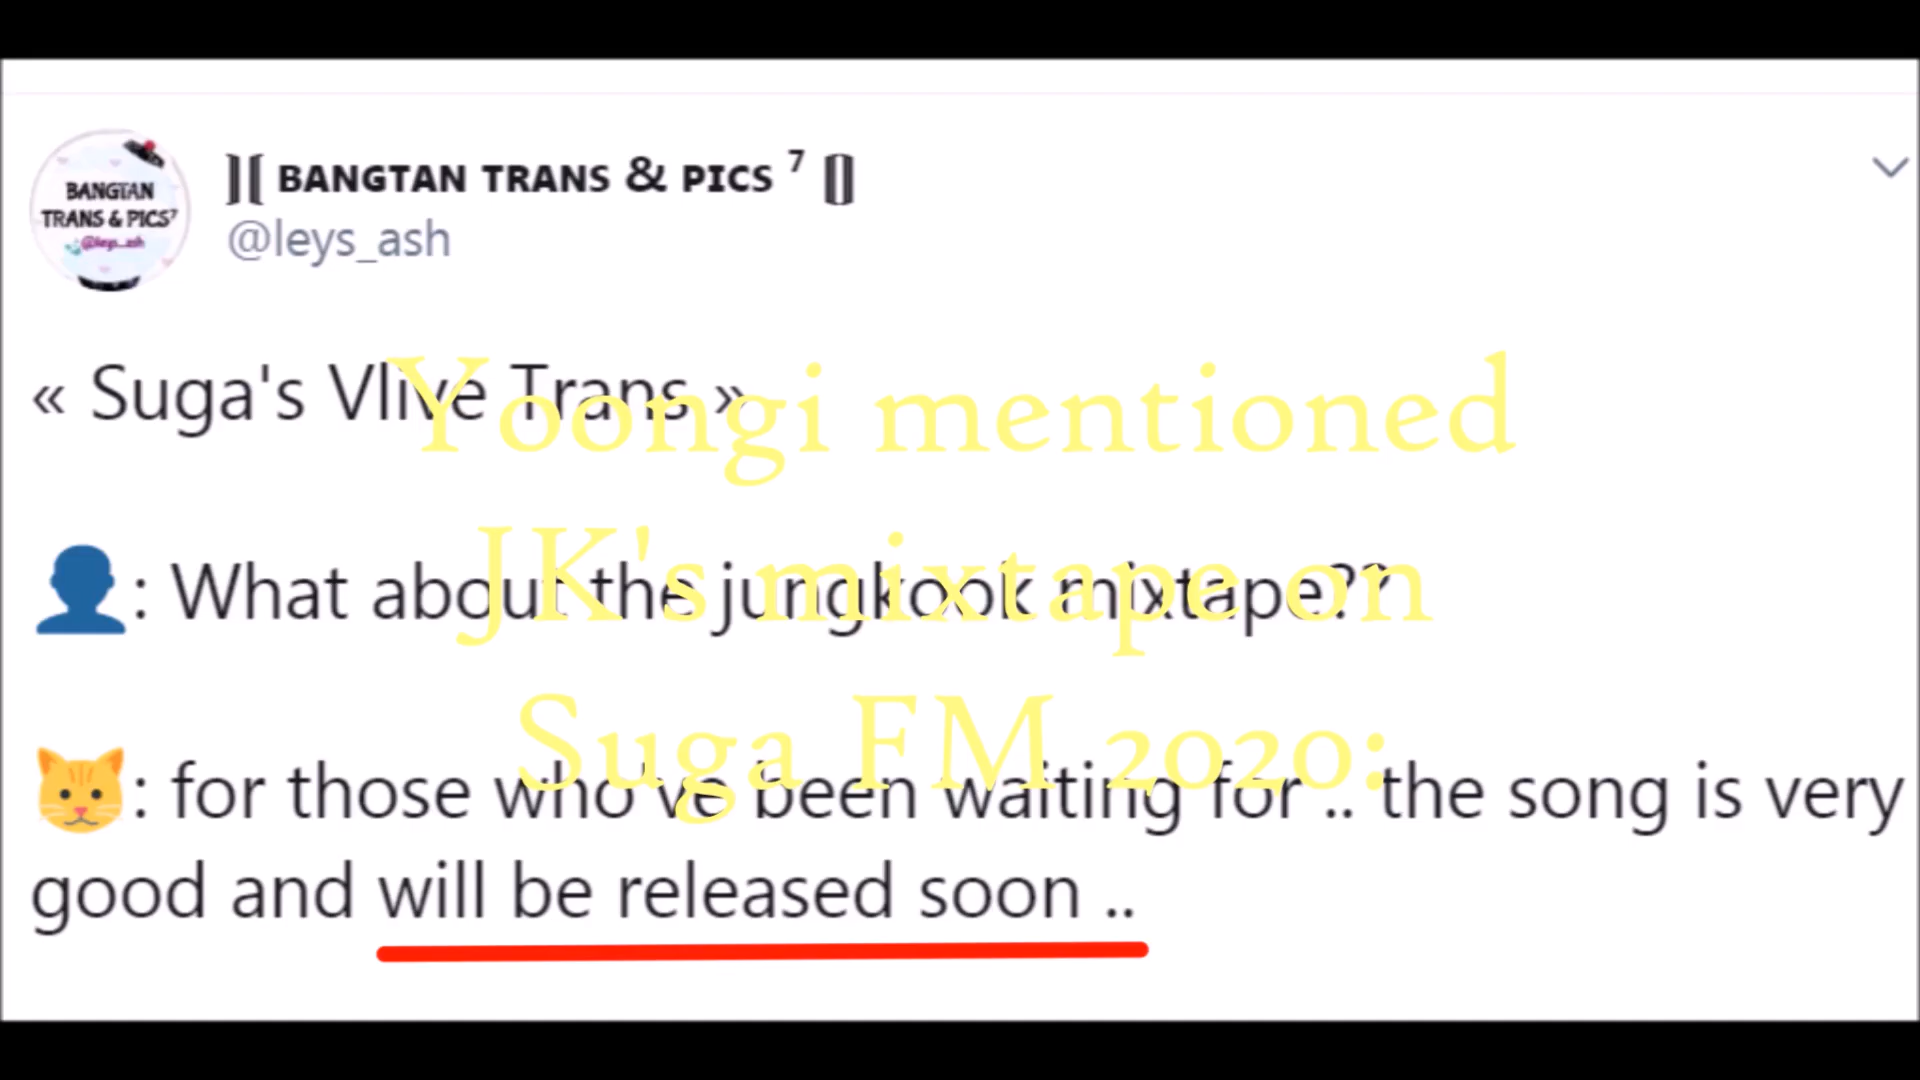 ][ BANGTAN TRANS & PICS ⁷ []
BANGTAN
TRANS & PICS⁷
@leys_ash
@leys_ash
« Suga's Vlive Trans »
Yoongi mentioned
: What about the jungkook mixtape??
JK's mixtape on
Suga FM 2020:
: for those who've been waiting for .. the song is very
good and will be released soon ..